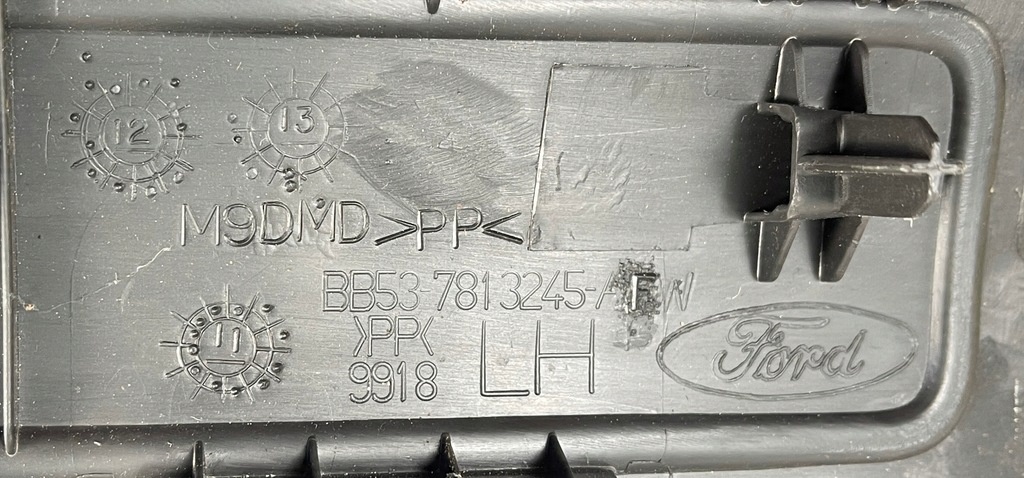 12
13
M9DMD >PP<
BB53-7813245-A
>PP<
9918
LH
11
Ford